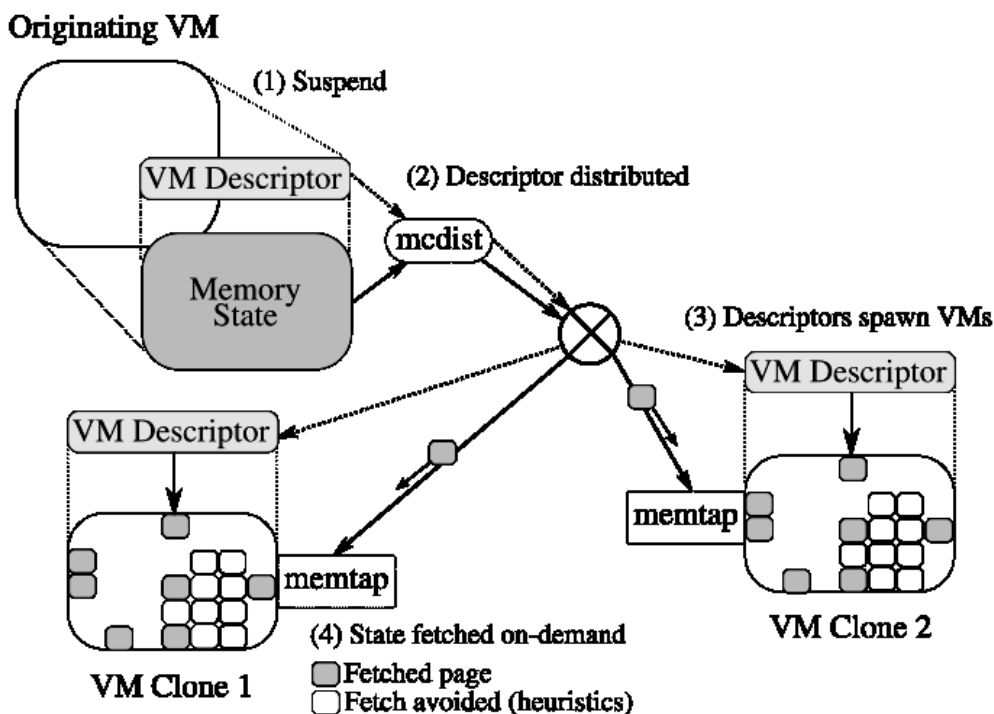 Originating VM
(1) Suspend
VM Descriptor
(2) Descriptor distributed
mcdist
Memory
State
(3) Descriptors spawn VMs
VM Descriptor
VM Descriptor
memtap
memtap
VM Clone 2
(4) State fetched on-demand
VM Clone 1
Fetched page
Fetch avoided (heuristics)